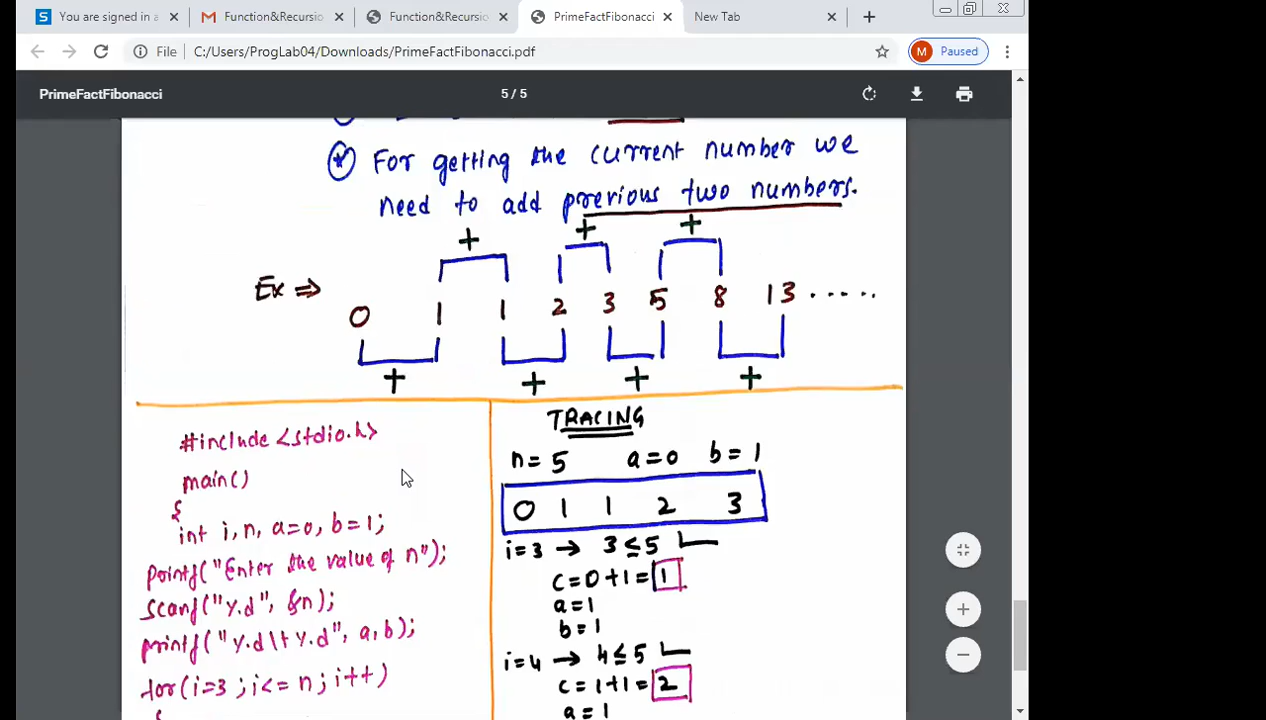 You are signed in a
Function&Recursio
Function&Recursio
PrimeFactFibonacci
New Tab
File
C:/Users/ProgLab04/Downloads/PrimeFactFibonacci.pdf
M
Paused
PrimeFactFibonacci
5 / 5
For getting the current number we
need to add previous two numbers.
+ + +
Ex ⇒ 0 1 1 2 3 5 8 13 .....
+ + + +
#include <stdio.h>
main()
{
int i, n, a=0, b=1;
printf("Enter the value of n");
scanf("%d", &n);
printf("%d\t%d", a, b);
for(i=3; i<=n; i++)
{
TRACING
n=5 a=0 b=1
0 1 1 2 3
i=3 → 3≤5
c=0+1=1
a=1
b=1
i=4 → 4≤5
c=1+1=2
a=1